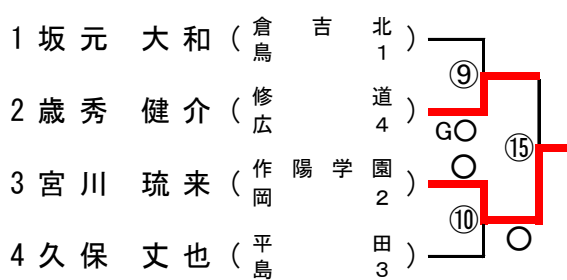 1 坂元 大和 (倉吉北 鳥1)
⑨
2 歳秀 健介 (修道 広4)
G○
⑮
○
3 宮川 琉来 (作陽学園 岡2)
⑩
○
4 久保 丈也 (平田 島3)